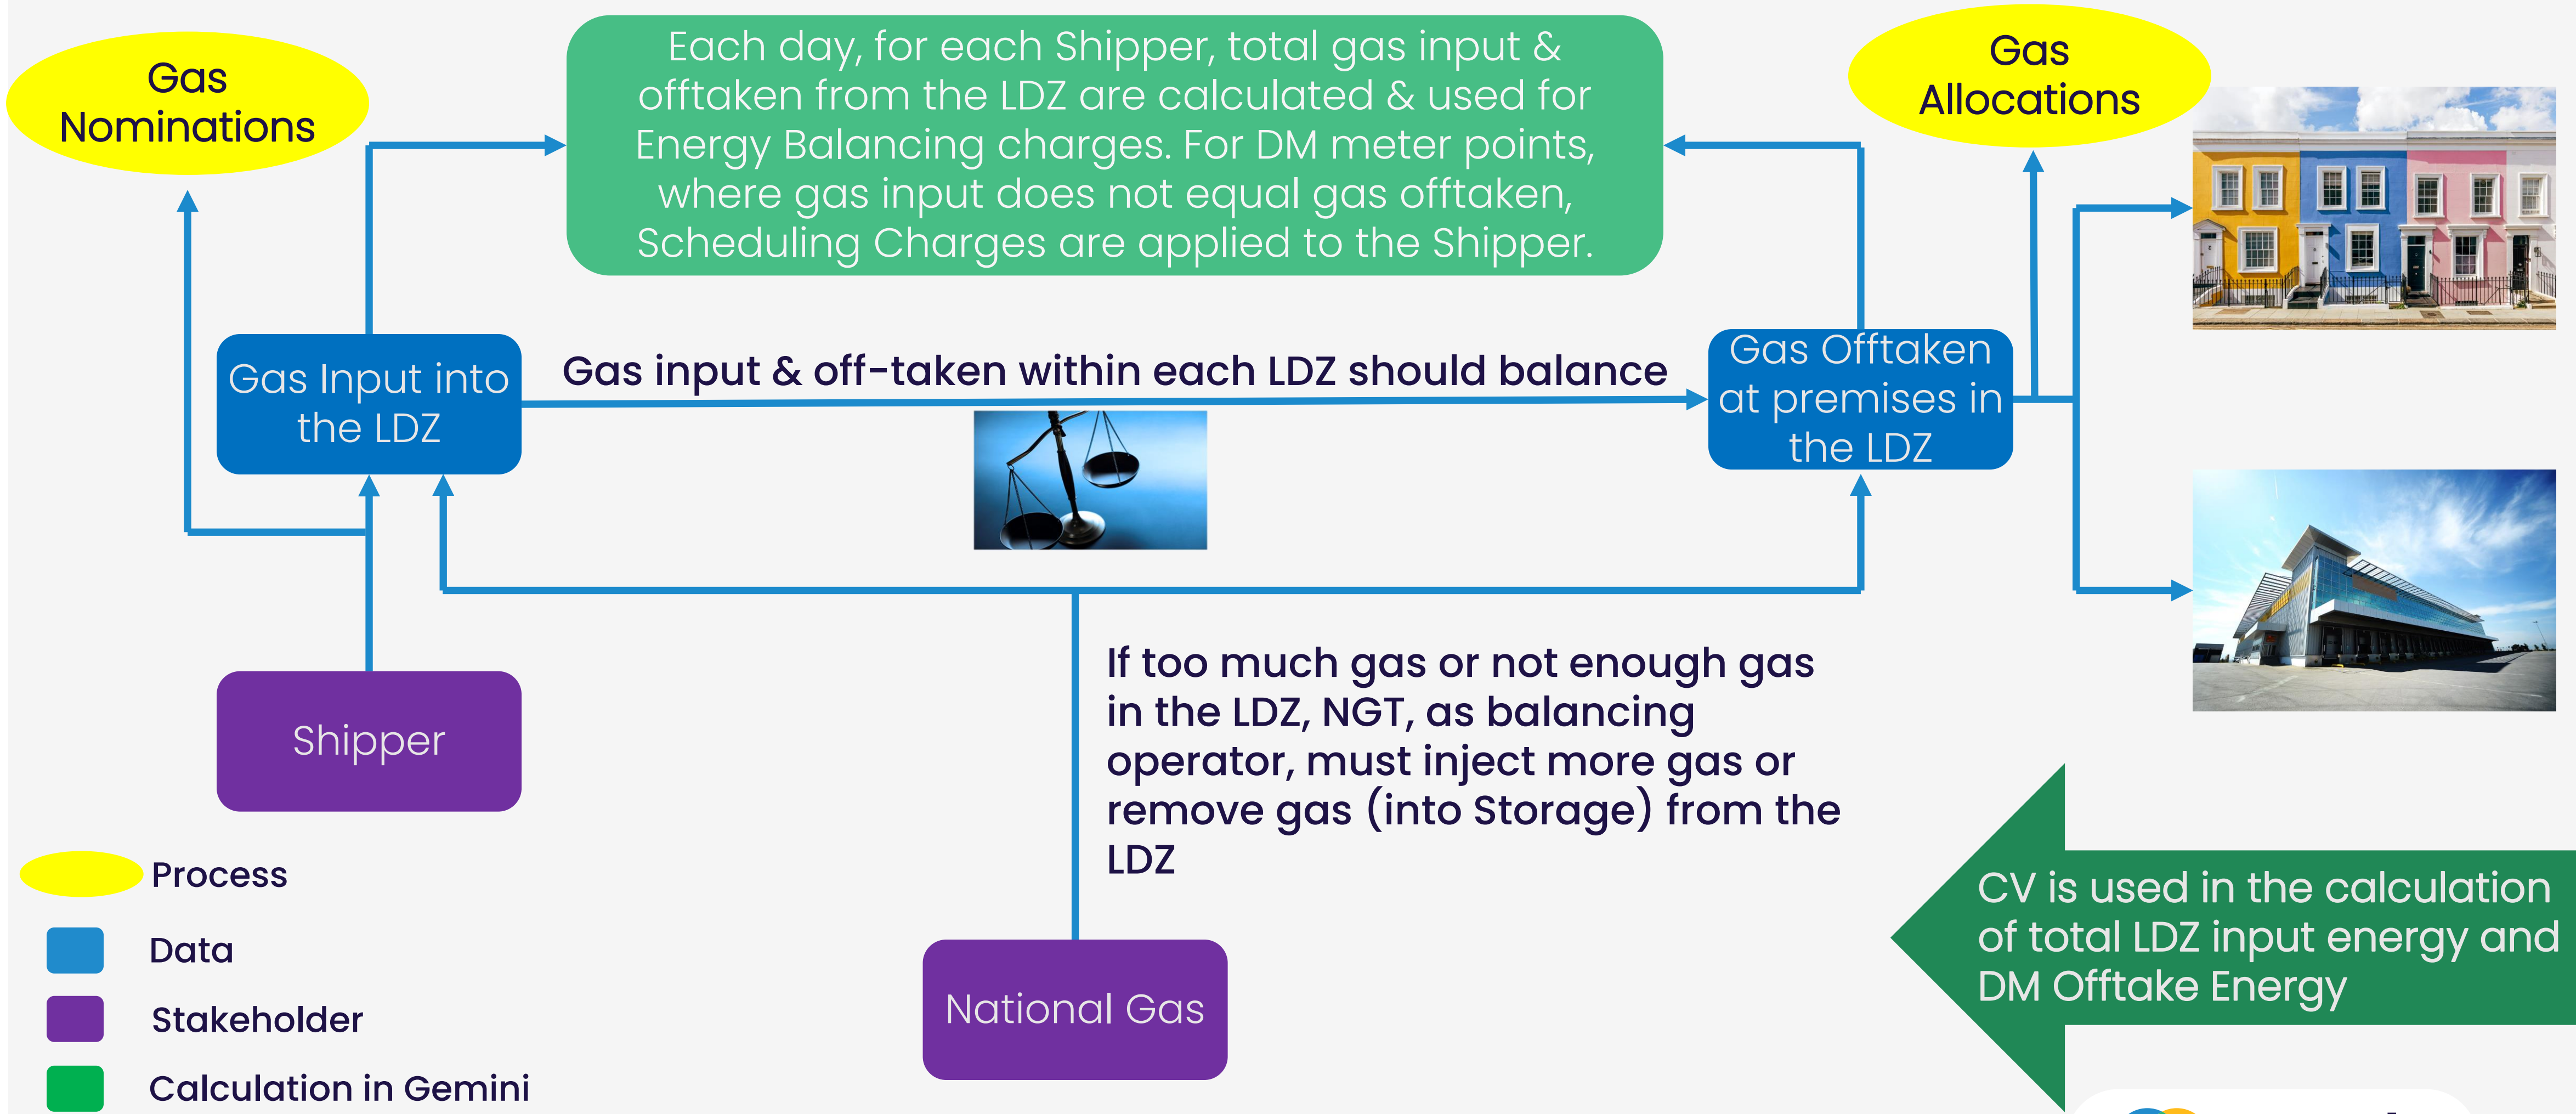 Gas
Nominations
Each day, for each Shipper, total gas input &
offtaken from the LDZ are calculated & used for
Energy Balancing charges. For DM meter points,
where gas input does not equal gas offtaken,
Scheduling Charges are applied to the Shipper.
Gas
Allocations
Gas Input into
the LDZ
Gas input & off-taken within each LDZ should balance
Gas Offtaken
at premises in
the LDZ
Shipper
If too much gas or not enough gas
in the LDZ, NGT, as balancing
operator, must inject more gas or
remove gas (into Storage) from the
LDZ
National Gas
CV is used in the calculation
of total LDZ input energy and
DM Offtake Energy
Process
Data
Stakeholder
Calculation in Gemini